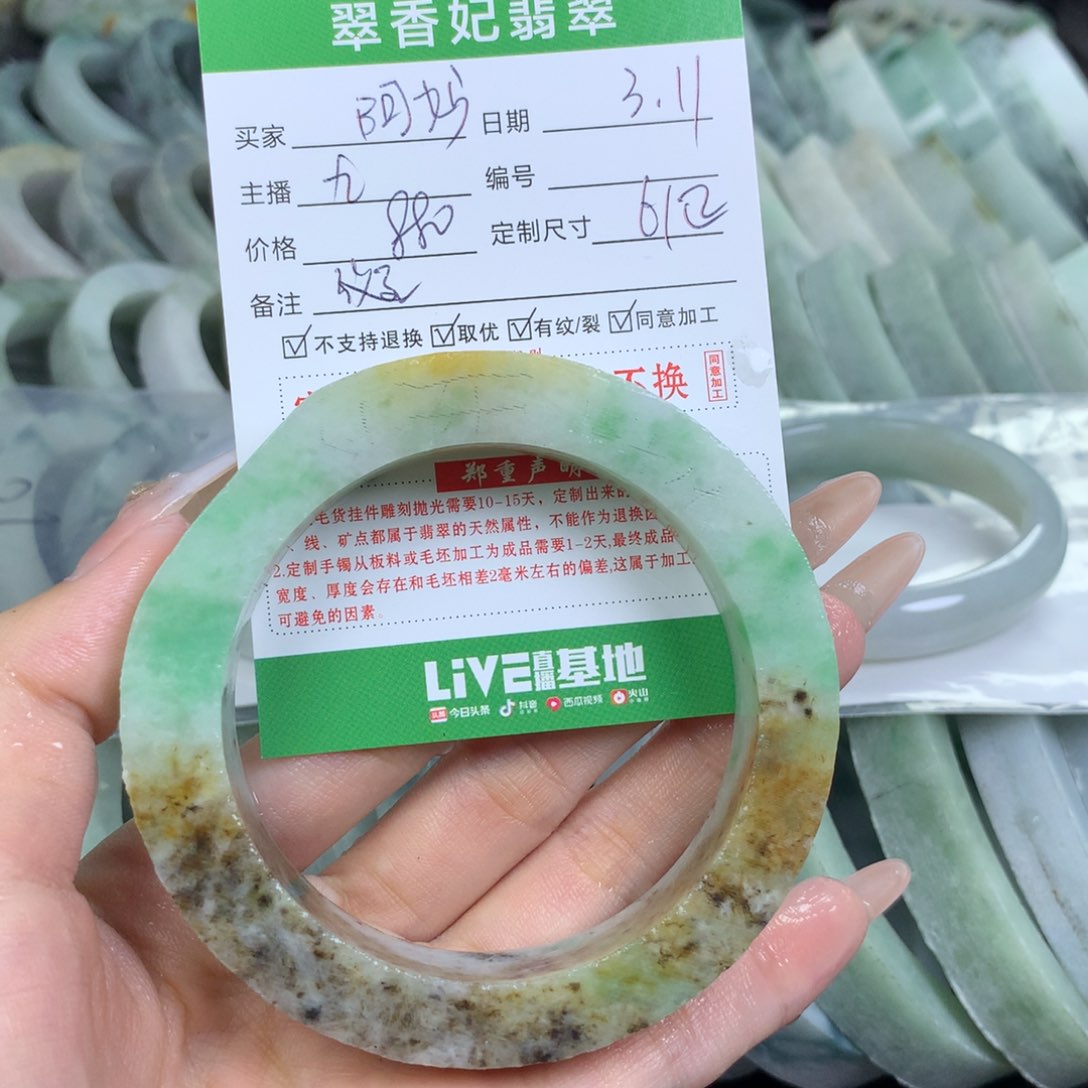 翠香妃翡翠
买家 阿妈 日期 3.11
主播 九 编号
价格 880 定制尺寸
备注
☑不支持退换 ☑取优 ☑有纹/裂 ☑同意加工
不换 同意加工
郑重声明
毛货挂件雕刻抛光需要10-15天，定制出来的
、线、矿点都属于翡翠的天然属性，不能作为退换
2.定制手镯从板料或毛坯加工为成品需要1-2天,最终成品
宽度、厚度会存在和毛坯相差2毫米左右的偏差,这属于加工
可避免的因素。
LiVE直播基地
头条 今日头条 抖音 西瓜视频 火山